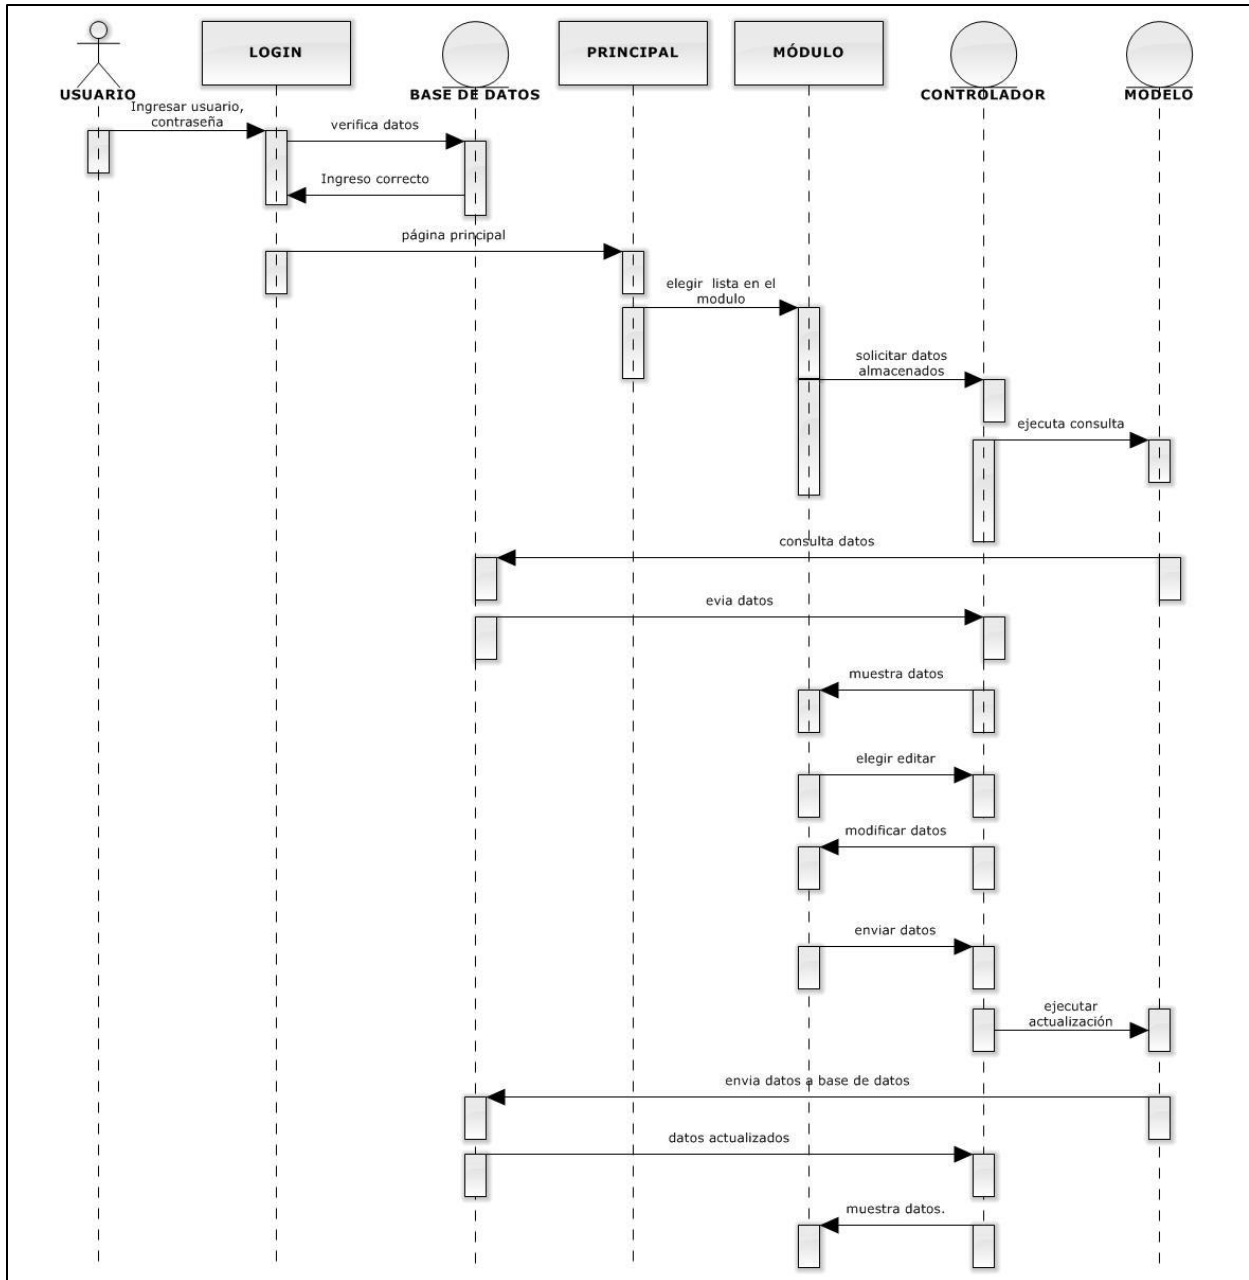 LOGIN
PRINCIPAL
MÓDULO
USUARIO
BASE DE DATOS
CONTROLADOR
MODELO
Ingresar usuario,
contraseña
verifica datos
Ingreso correcto
página principal
elegir lista en el
modulo
solicitar datos
almacenados
ejecuta consulta
consulta datos
evia datos
muestra datos
elegir editar
modificar datos
enviar datos
ejecutar
actualización
envia datos a base de datos
datos actualizados
muestra datos.